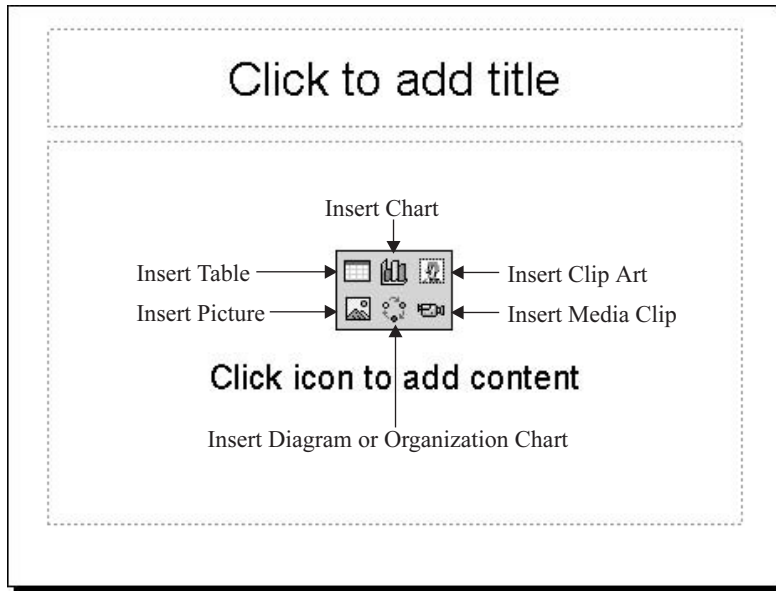 Click to add title
Insert Chart
Insert Table
Insert Clip Art
Insert Picture
Insert Media Clip
Click icon to add content
Insert Diagram or Organization Chart